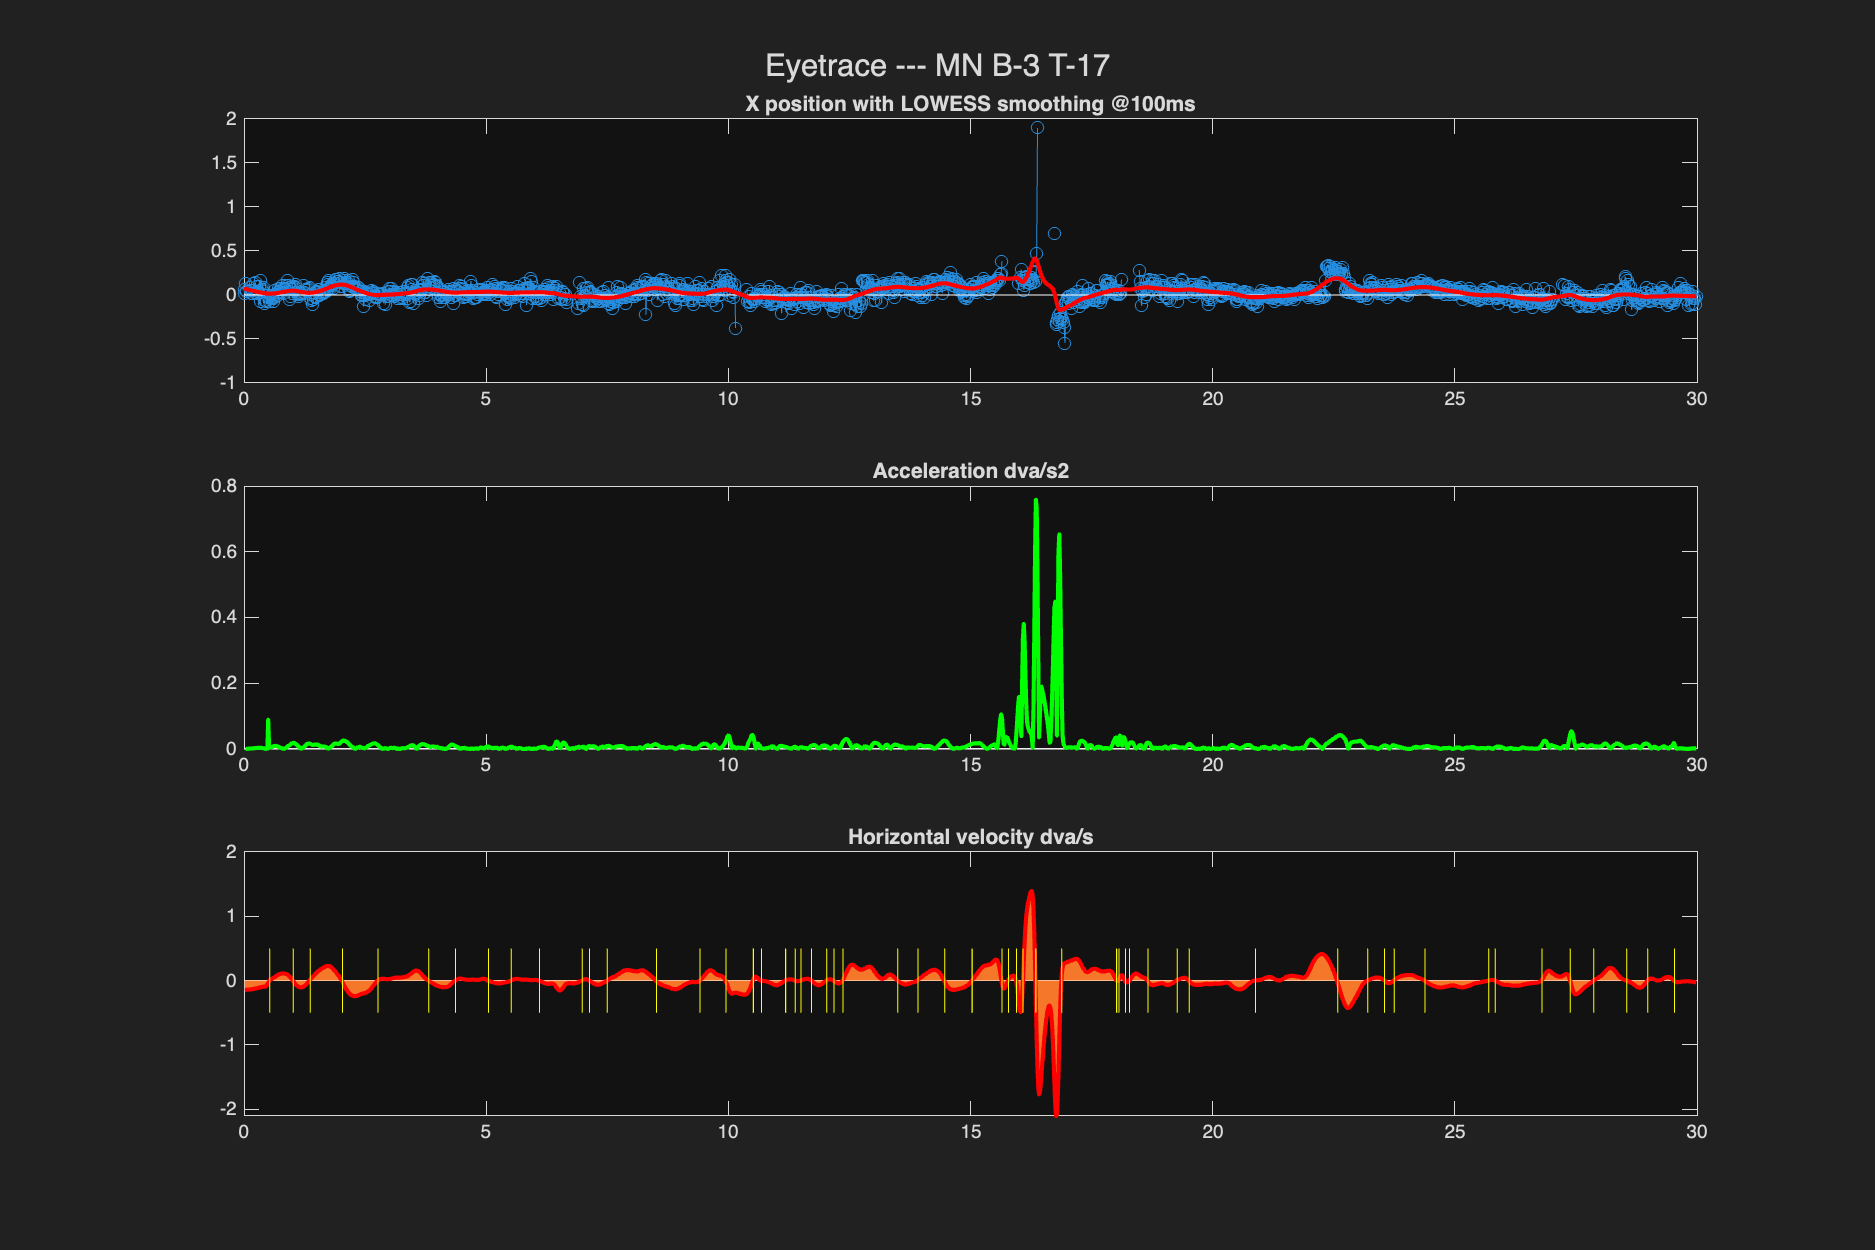 Eyetrace --- MN B-3 T-17
X position with LOWESS smoothing @100ms
2
1.5
1
0.5
0
-0.5
-1
0 5 10 15 20 25 30
Acceleration dva/s2
0.8
0.6
0.4
0.2
0
0 5 10 15 20 25 30
Horizontal velocity dva/s
2
1
0
-1
-2
0 5 10 15 20 25 30